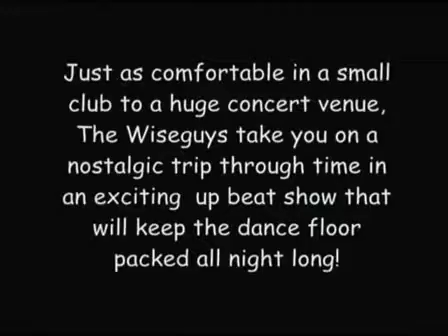 Just as comfortable in a small
club to a huge concert venue,
The Wiseguys take you on a
nostalgic trip through time in
an exciting  up beat show that
will keep the dance floor
packed all night long!